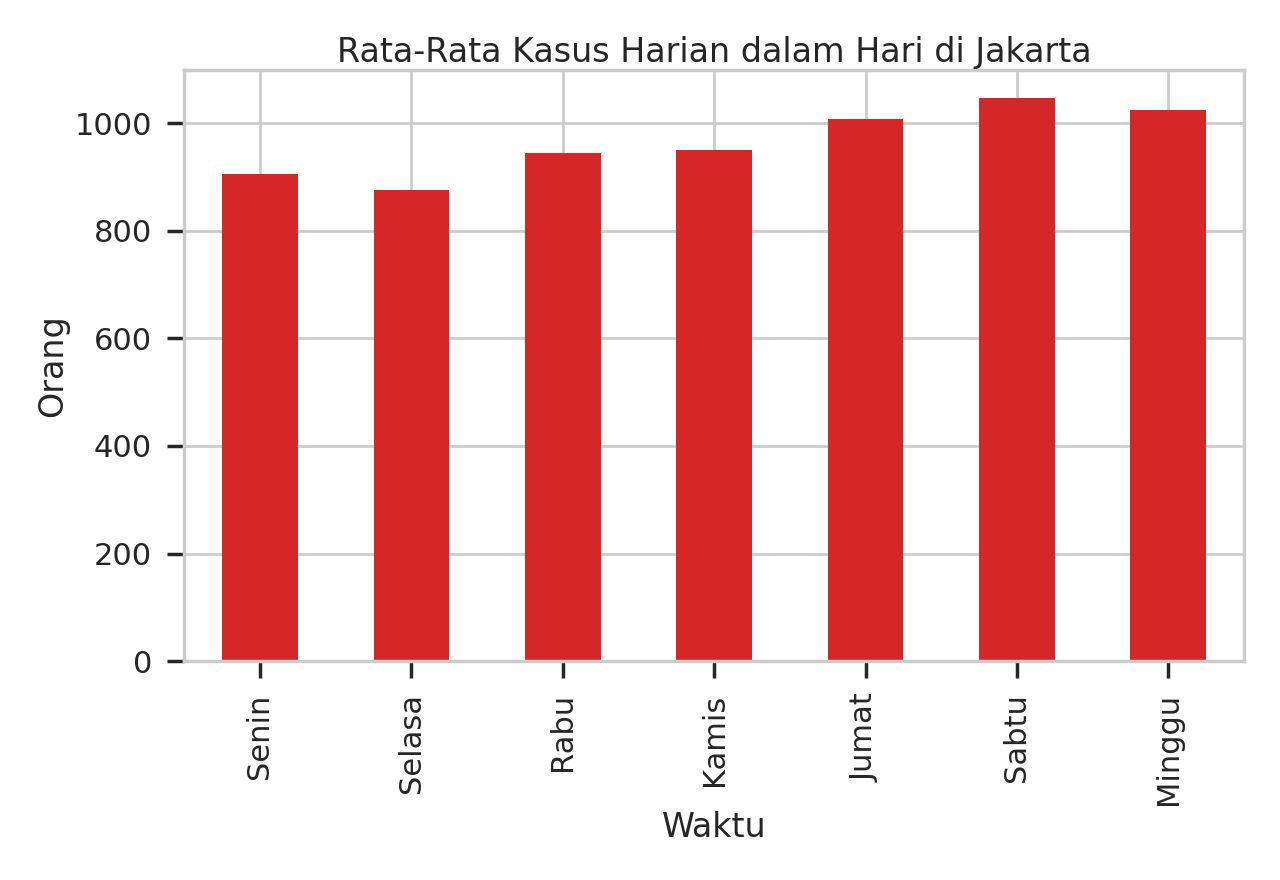 Rata-Rata Kasus Harian dalam Hari di Jakarta
1000
800
600
400
200
0
Orang
Senin
Selasa
Rabu
Kamis
Jumat
Sabtu
Minggu
Waktu